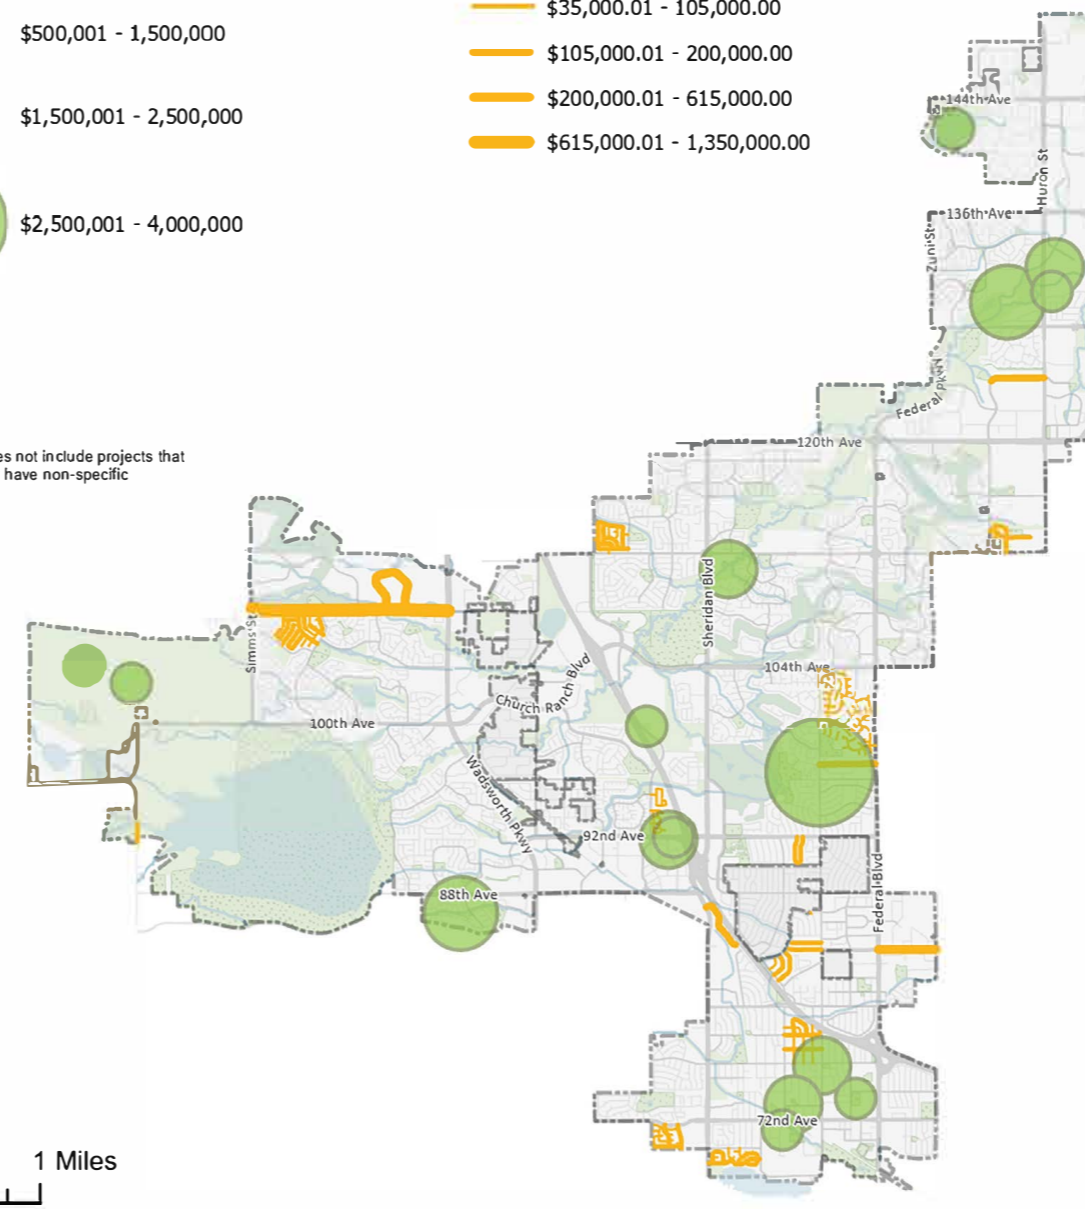 $500,001 - 1,500,000
$1,500,001 - 2,500,000
$2,500,001 - 4,000,000
$35,000.01 - 105,000.00
$105,000.01 - 200,000.00
$200,000.01 - 615,000.00
$615,000.01 - 1,350,000.00
not include projects that
have non-specific
144th Ave
Huron St
136th Ave
Zuni St
Federal Pkwy
120th Ave
Sheridan Blvd
Simms St
104th Ave
Church Ranch Blvd
100th Ave
Wadsworth Pkwy
92nd Ave
Federal Blvd
88th Ave
72nd Ave
1 Miles